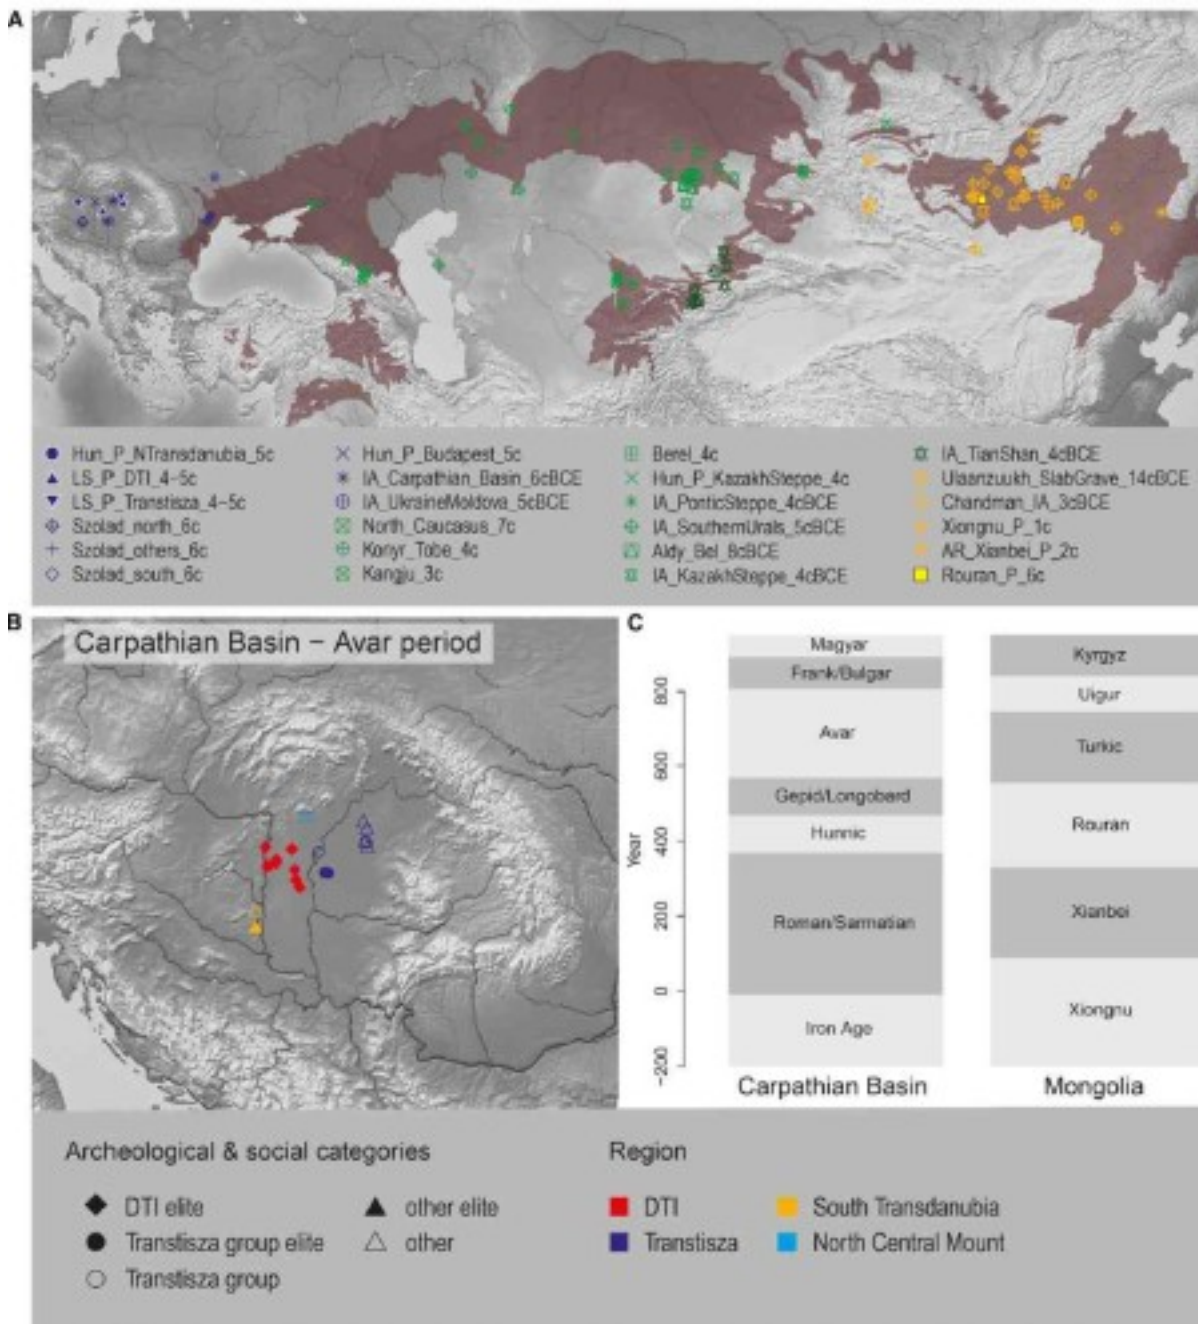 A
Hun_P_NTransdanubia_5c
LS_IP_DTI_4-5c
LS_IP_Transtisza_4-5c
Szolad_north_6c
Szolad_others_6c
Szolad_south_6c
Hun_P_Budapest_5c
IA_Carpathian_Basin_6cBCE
IA_UkraineMoldova_5cBCE
North_Caucasus_7c
Konyr_Tobe_4c
Kangju_3c
Berel_4c
Hun_P_KazakhSteppe_4c
IA_PonticSteppe_4cBCE
IA_SouthernUrals_5cBCE
Aldy_Bel_8cBCE
IA_KazakhSteppe_4cBCE
IA_TianShan_4cBCE
Ulaanzuukh_SlabGrave_14cBCE
Chandman_IA_3cBCE
Xiongnu_P_1c
AR_Xianbei_P_2c
Rouran_P_6c
B
Carpathian Basin – Avar period
C
Year
800
600
400
200
0
-200
Magyar
Frank/Bulgar
Avar
Gepid/Longobard
Hunnic
Roman/Sarmatian
Iron Age
Carpathian Basin
Kyrgyz
Uigur
Turkic
Rouran
Xianbei
Xiongnu
Mongolia
Archeological & social categories
DTI elite
Transtisza group elite
Transtisza group
other elite
other
Region
DTI
Transtisza
South Transdanubia
North Central Mount